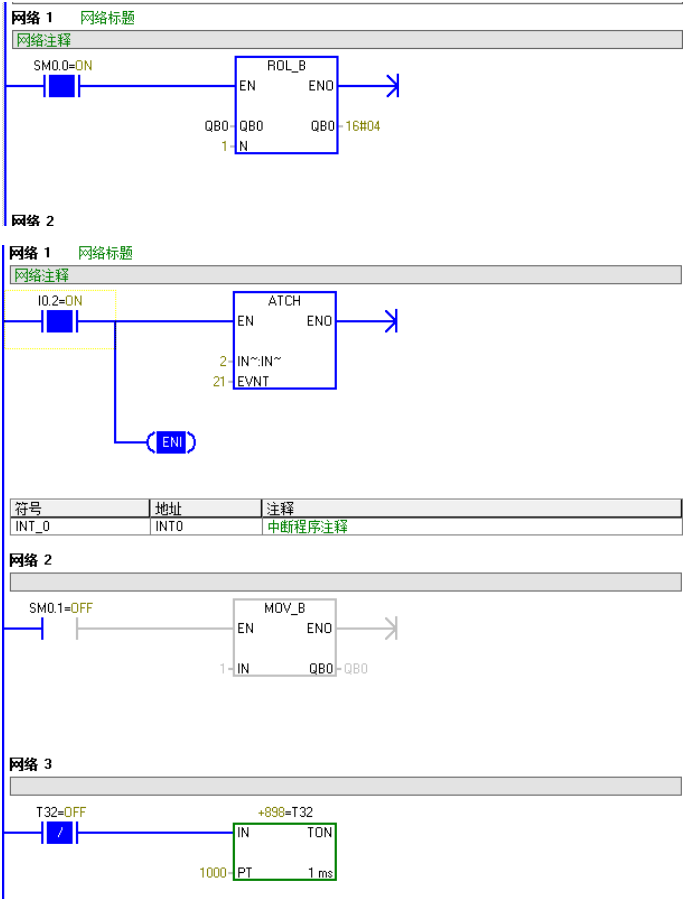 网络 1 网络标题
网络注释
SM0.0=ON
ROL_B
EN ENO
QB0 QB0 QB0 16#04
1 N
网络 2
网络 1 网络标题
网络注释
I0.2=ON
ATCH
EN ENO
2 IN~:IN~
21 EVNT
ENI
符号 地址 注释
INT_0 INT0 中断程序注释
网络 2
SM0.1=OFF
MOV_B
EN ENO
1 IN QB0 QB0
网络 3
T32=OFF
+898=T32
/ IN TON
1000 PT 1 ms